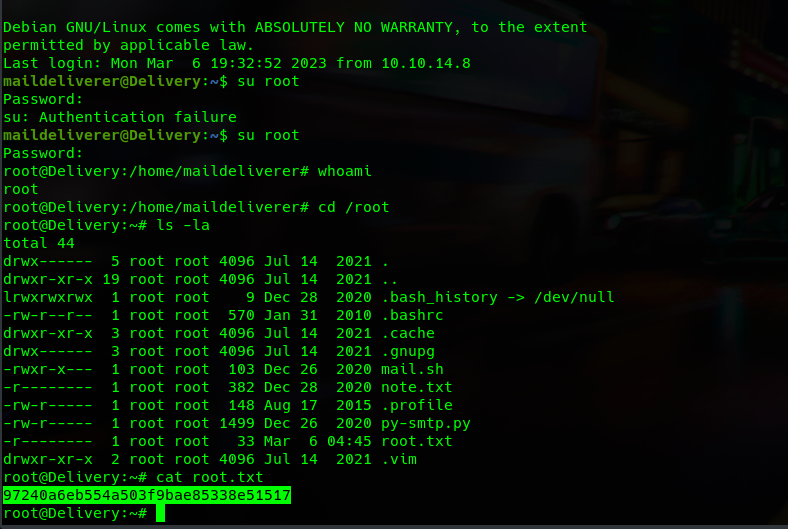 Debian GNU/Linux comes with ABSOLUTELY NO WARRANTY, to the extent
permitted by applicable law.
Last login: Mon Mar  6 19:32:52 2023 from 10.10.14.8
maildeliverer@Delivery:~$ su root
Password:
su: Authentication failure
maildeliverer@Delivery:~$ su root
Password:
root@Delivery:/home/maildeliverer# whoami
root
root@Delivery:/home/maildeliverer# cd /root
root@Delivery:~# ls -la
total 44
drwx------  5 root root 4096 Jul 14  2021 .
drwxr-xr-x 19 root root 4096 Jul 14  2021 ..
lrwxrwxrwx  1 root root    9 Dec 28  2020 .bash_history -> /dev/null
-rw-r--r--  1 root root  570 Jan 31  2010 .bashrc
drwxr-xr-x  3 root root 4096 Jul 14  2021 .cache
drwx------  3 root root 4096 Jul 14  2021 .gnupg
-rwxr-x---  1 root root  103 Dec 26  2020 mail.sh
-r--------  1 root root  382 Dec 28  2020 note.txt
-rw-r-----  1 root root  148 Aug 17  2015 .profile
-rw-r-----  1 root root 1499 Dec 26  2020 py-smtp.py
-r--------  1 root root   33 Mar  6 04:45 root.txt
drwxr-xr-x  2 root root 4096 Jul 14  2021 .vim
root@Delivery:~# cat root.txt
97240a6eb554a503f9bae85338e51517
root@Delivery:~#